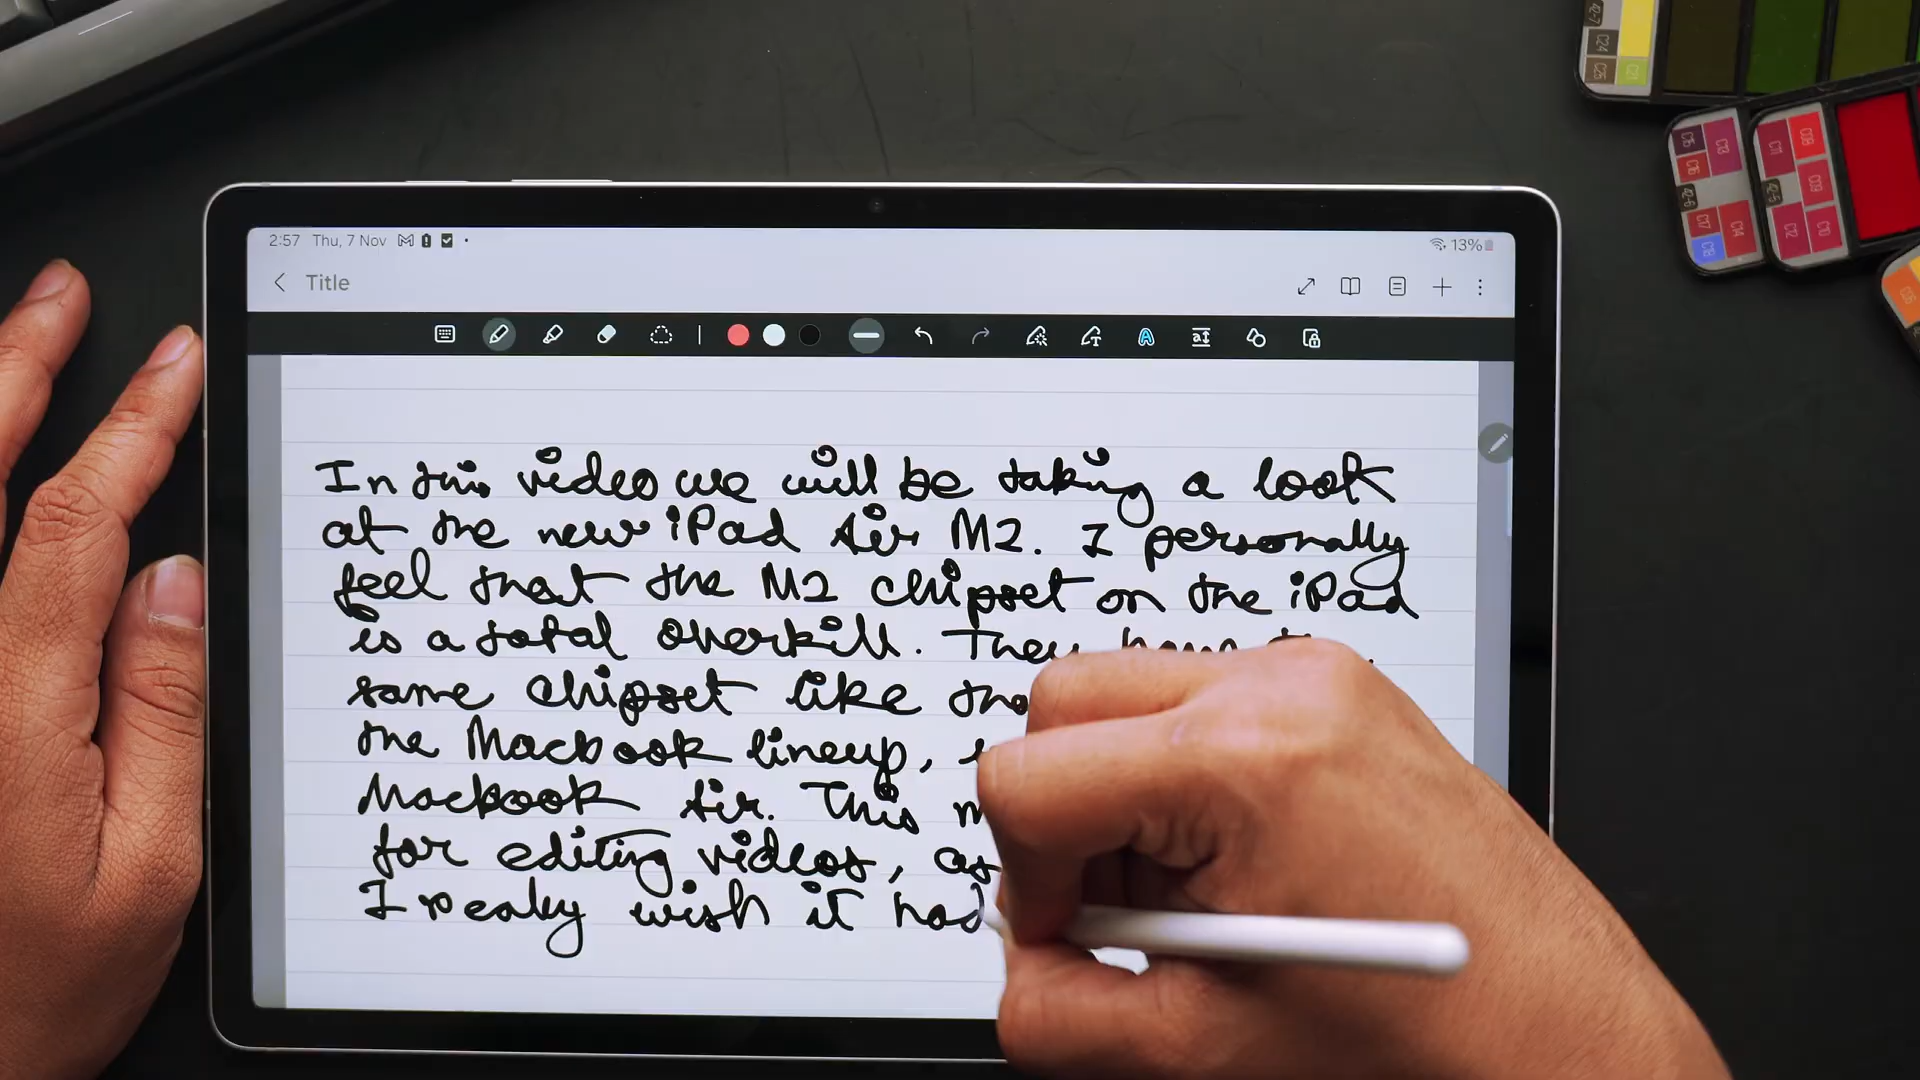 2:57 Thu, 7 Nov
13%
Title
In this video we will be taking a look
at the new iPad Air M2. I personally
feel that the M2 chipset on the iPad
is a total overkill. They have
same chipset like
the Macbook lineup,
Macbook Air. This
for editing videos,
I really wish it had